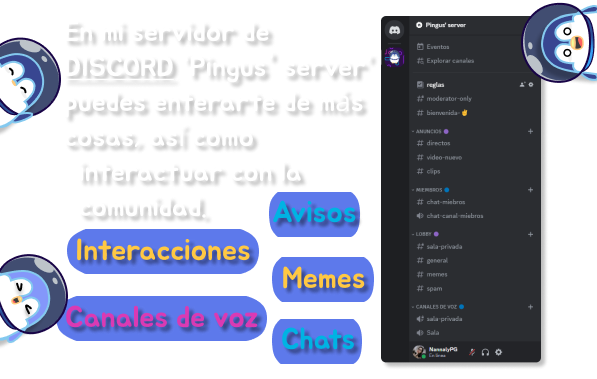 En mi servidor de
DISCORD 'Pingus' server'
puedes enterarte de más
cosas, así como
interactuar con la
comunidad.
Avisos
Interacciones
Memes
Canales de voz
Chats
Pingus' server
Eventos
Explorar canales
reglas
moderator-only
bienvenida-👋
ANUNCIOS
directos
video-nuevo
clips
MIEMBROS
chat-miebros
chat-canal-miebros
LOBBY
sala-privada
general
memes
spam
CANALES DE VOZ
sala-privada
Sala
NannalyPG
En línea